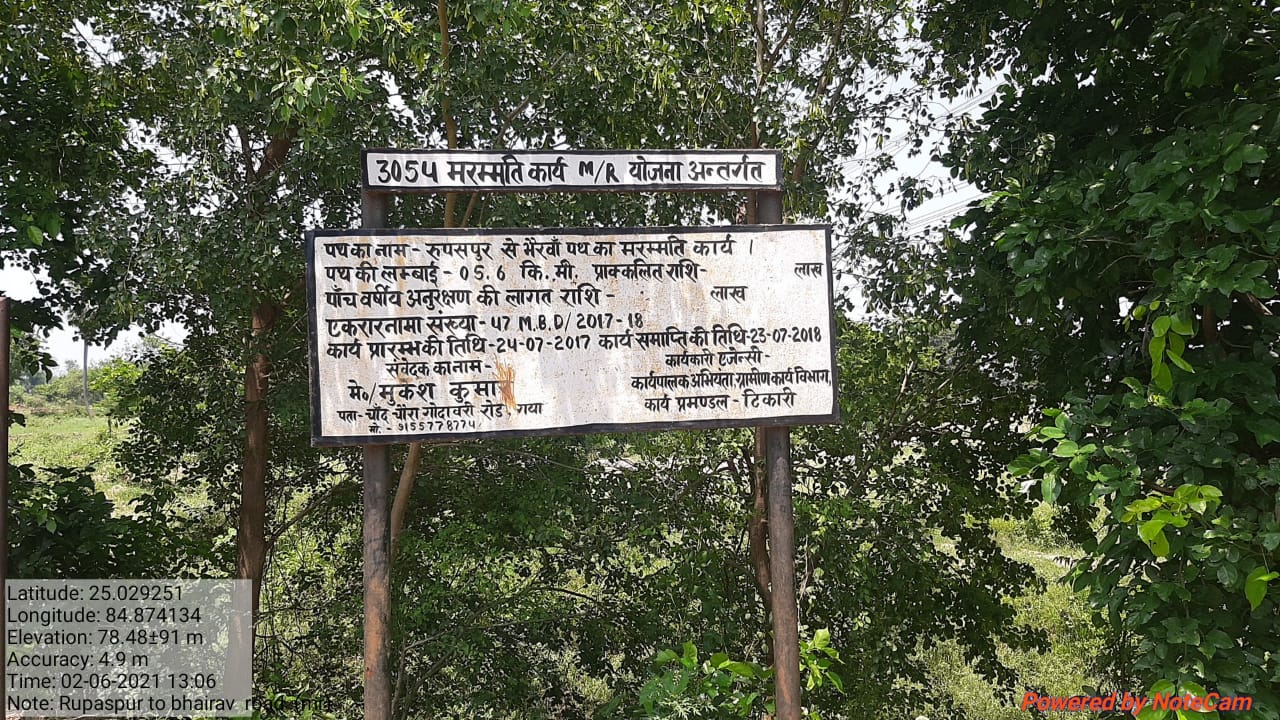 3054 मरम्मति कार्य M/R योजना अन्तर्गत
पथ का नाम - रुपसपुर से भैरवाँ पथ का मरम्मति कार्य ।
पथ की लम्बाई - 05.6 कि.मी. प्राक्कलित राशि - लाख
पाँच वर्षीय अनुरक्षण की लागत राशि - लाख
एकरारनामा संख्या - 47 M.B.D/2017-18
कार्य प्रारम्भ की तिथि - 24-07-2017 कार्य समाप्ति की तिथि - 23-07-2018
संवेदक का नाम -
मे०/मुकेश कुमार
पता - चाँद चौरा गोदावरी रोड, गया
मो. - 9155778774
कार्यकारी एजेन्सी -
कार्यपालक अभियंता, ग्रामीण कार्य विभाग,
कार्य प्रमण्डल - टिकारी
Latitude: 25.029251
Longitude: 84.874134
Elevation: 78.48±91 m
Accuracy: 4.9 m
Time: 02-06-2021 13:06
Note: Rupaspur to bhairav road (mr
Powered by NoteCam